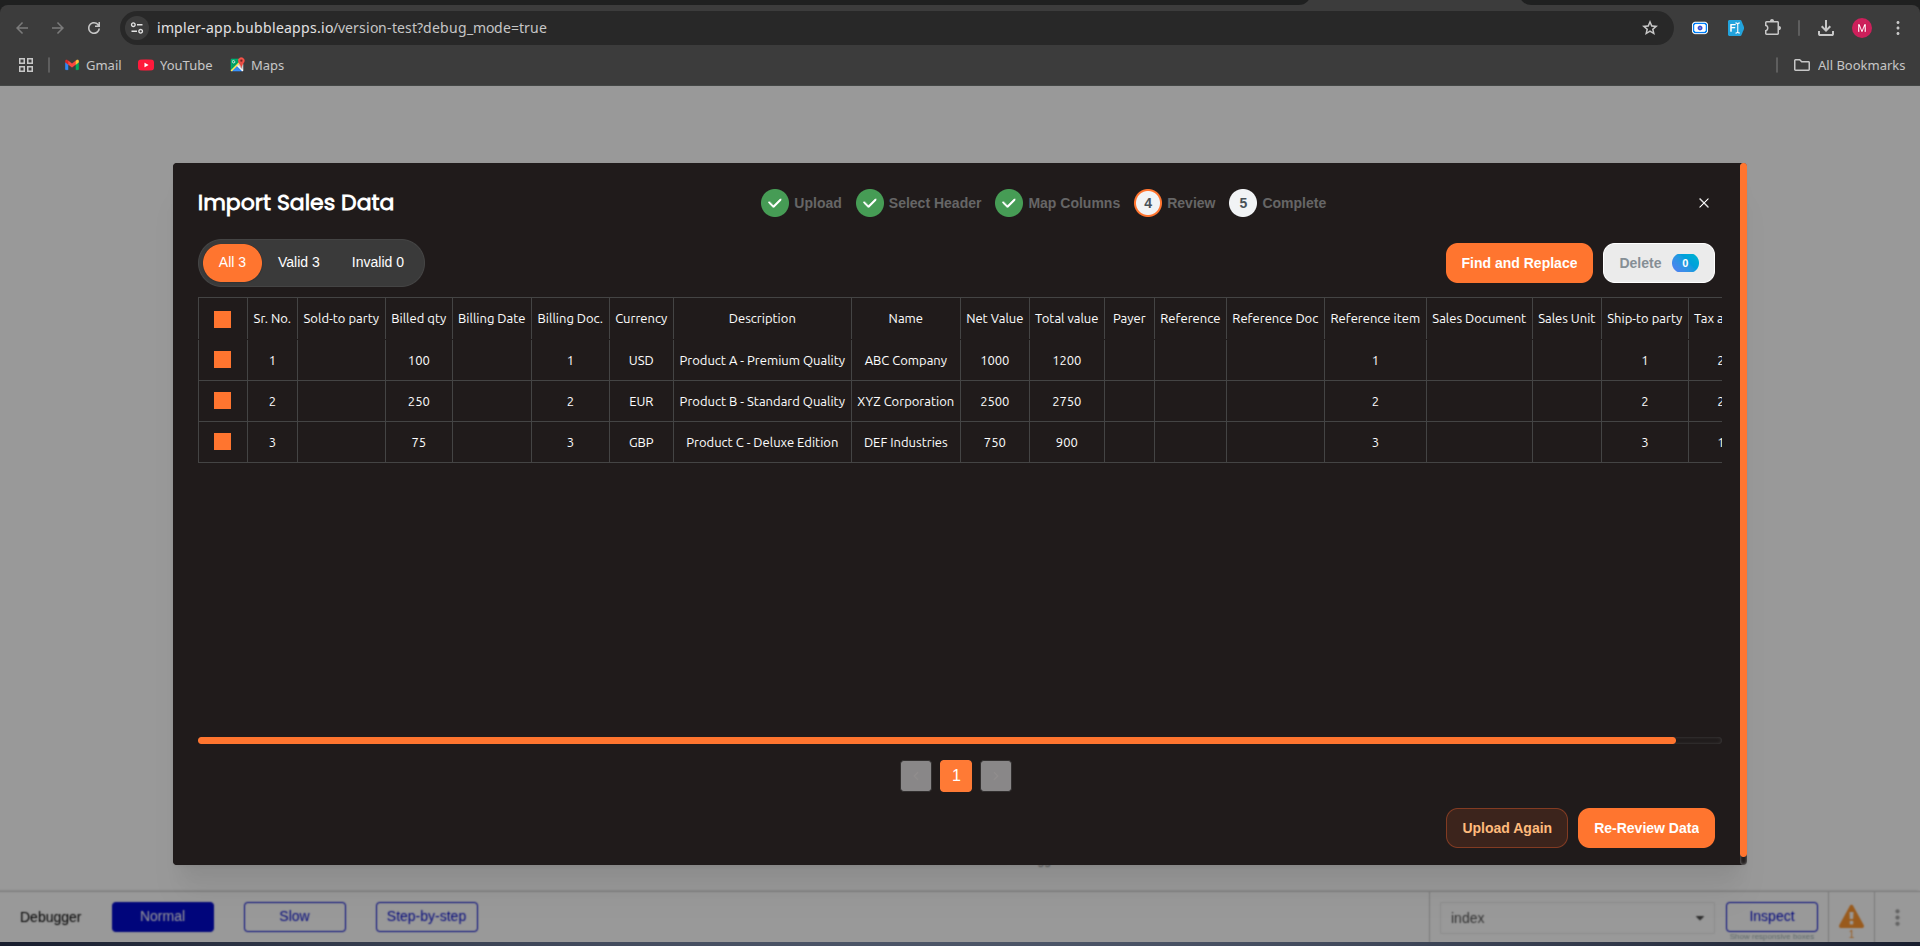 impler-app.bubbleapps.io/version-test?debug_mode=true
M
Gmail YouTube Maps All Bookmarks
Import Sales Data
Upload Select Header Map Columns 4 Review 5 Complete
All 3 Valid 3 Invalid 0
Find and Replace Delete 0
Sr. No. Sold-to party Billed qty Billing Date Billing Doc. Currency Description Name Net Value Total value Payer Reference Reference Doc Reference item Sales Document Sales Unit Ship-to party Tax a
1 100 1 USD Product A - Premium Quality ABC Company 1000 1200 1 1 2
2 250 2 EUR Product B - Standard Quality XYZ Corporation 2500 2750 2 2 2
3 75 3 GBP Product C - Deluxe Edition DEF Industries 750 900 3 3 1
1
Upload Again Re-Review Data
Debugger Normal Slow Step-by-step index Inspect
1